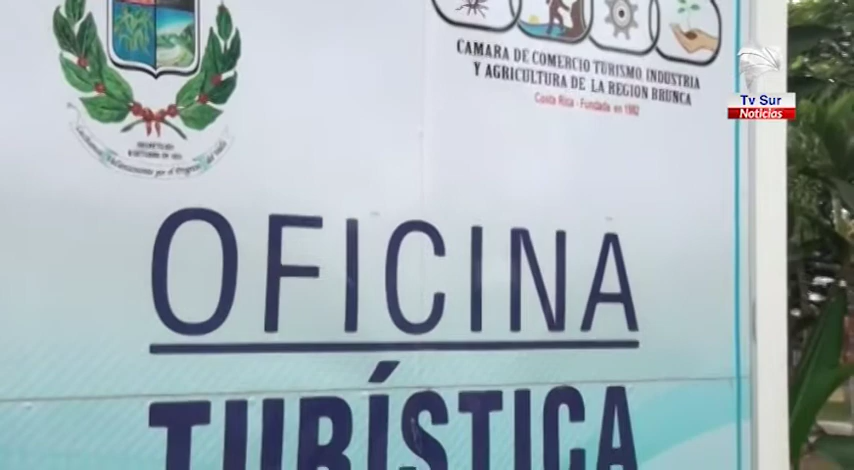 CAMARA DE COMERCIO TURISMO, INDUSTRIA
Y AGRICULTURA DE LA REGION BRUNCA
Costa Rica - Fundada en 1982
Tv Sur
Noticias
OFICINA
TURÍSTICA